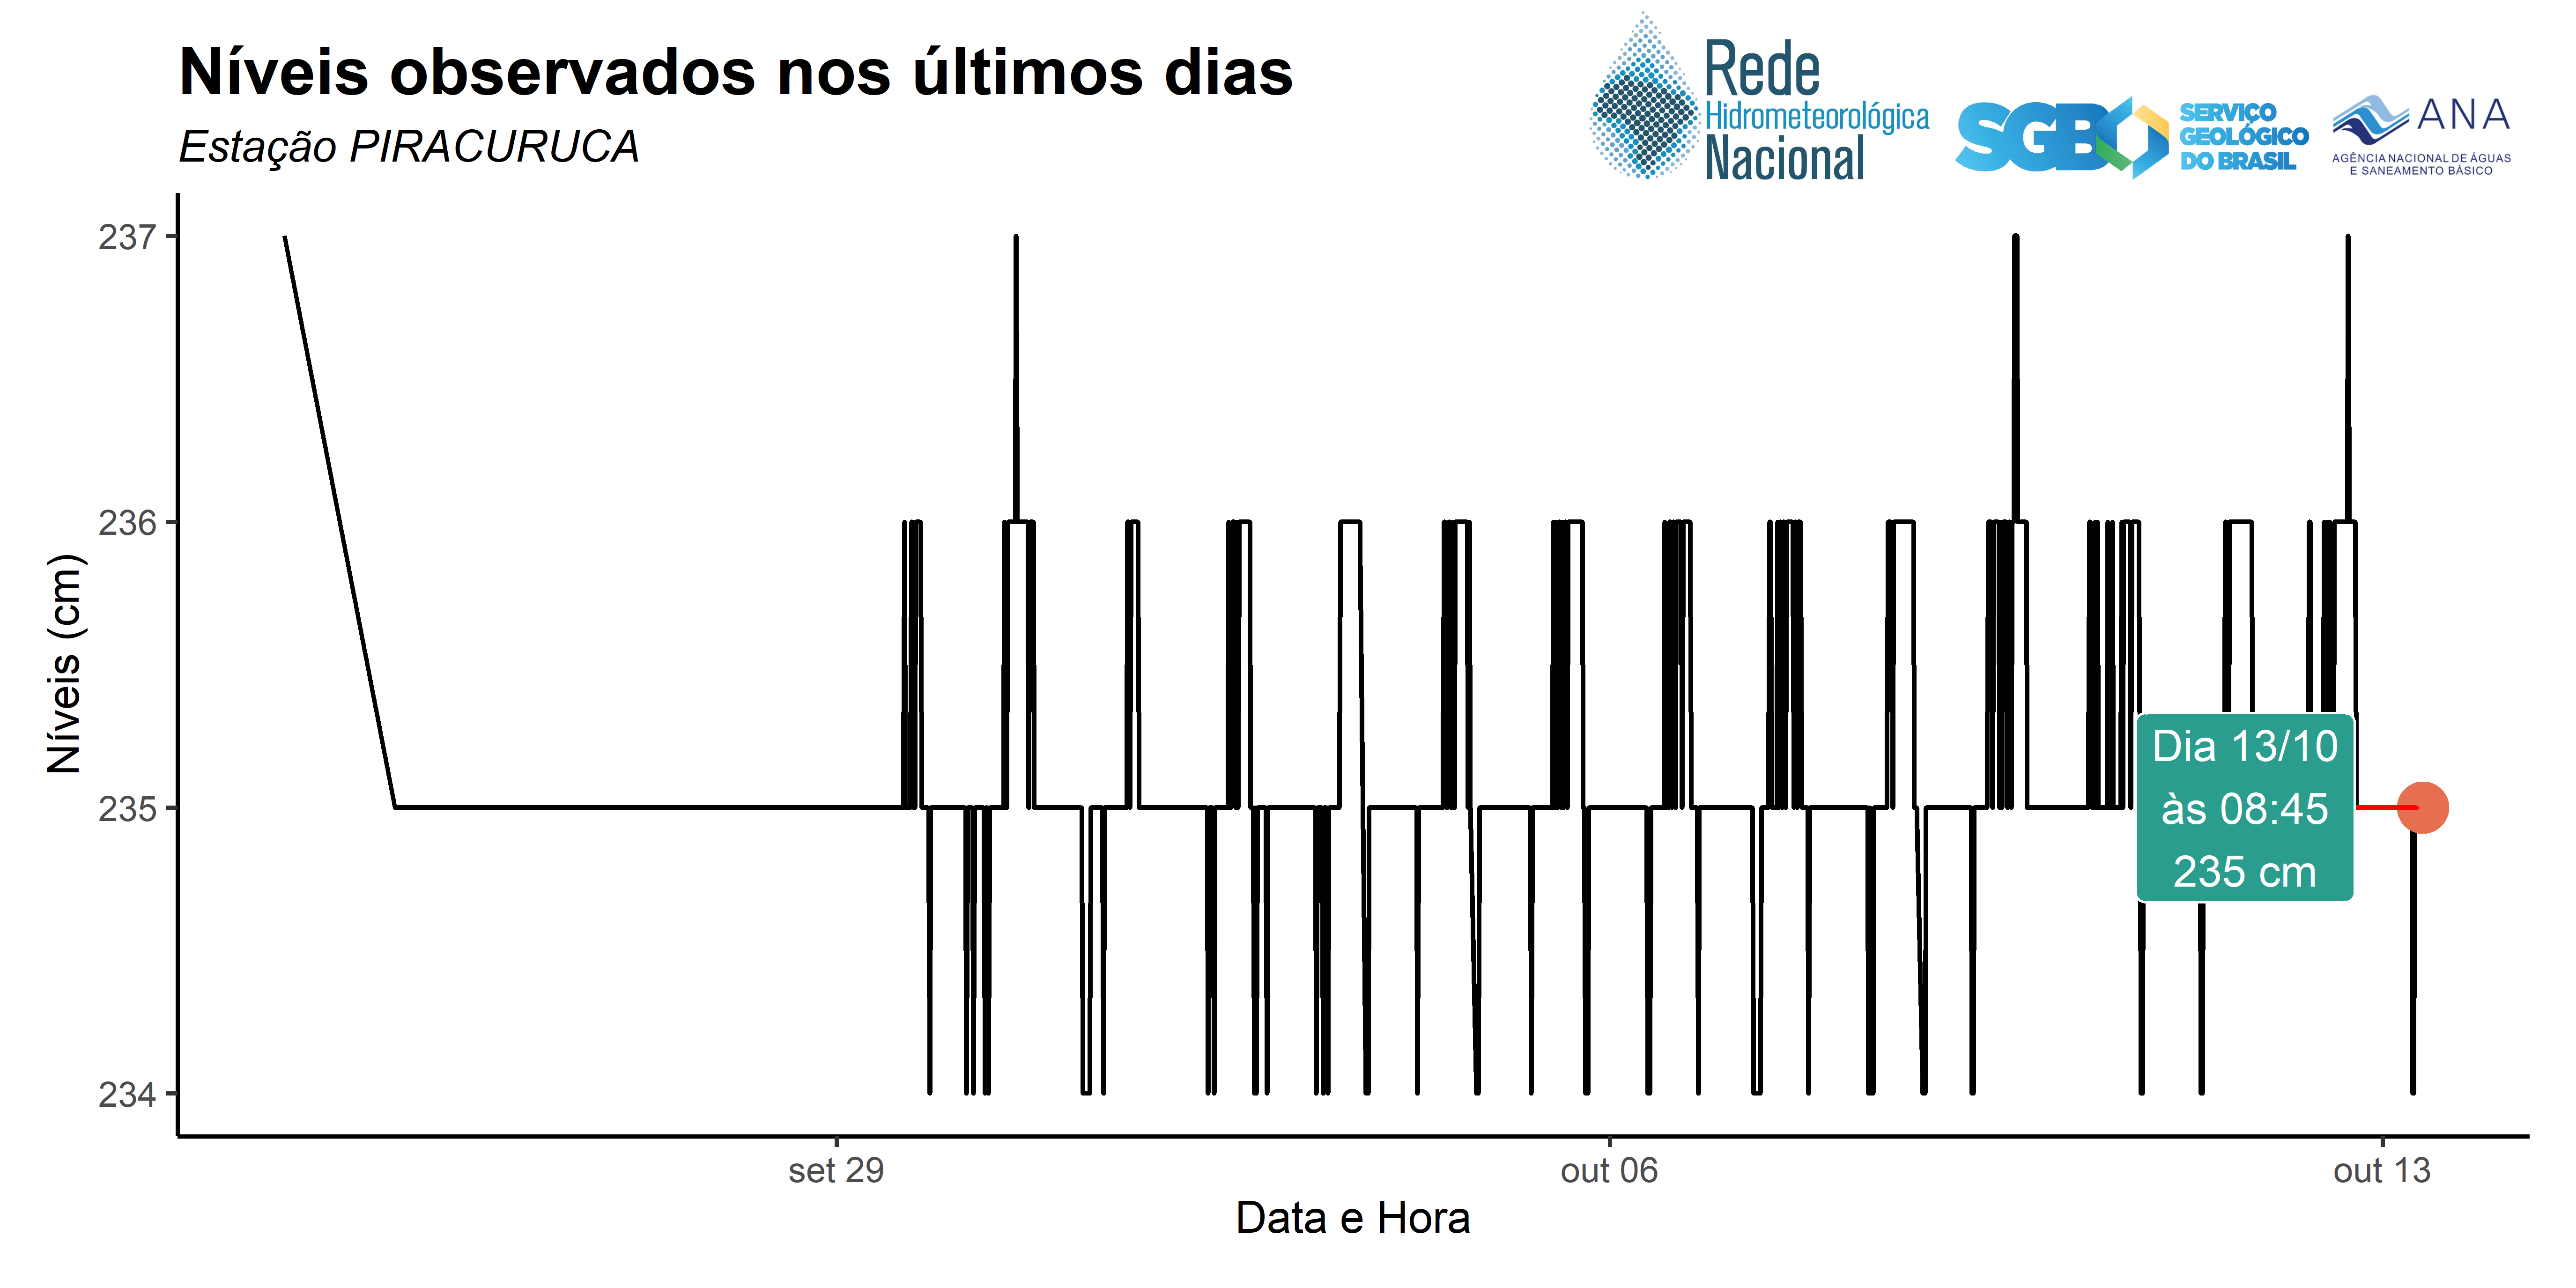 Níveis observados nos últimos dias
Estação PIRACURUCA
Rede
Hidrometeorológica
Nacional
SGB
SERVIÇO
GEOLÓGICO
DO BRASIL
ANA
AGÊNCIA NACIONAL DE ÁGUAS
E SANEAMENTO BÁSICO
Níveis (cm)
237
236
235
234
Dia 13/10
às 08:45
235 cm
set 29
out 06
out 13
Data e Hora